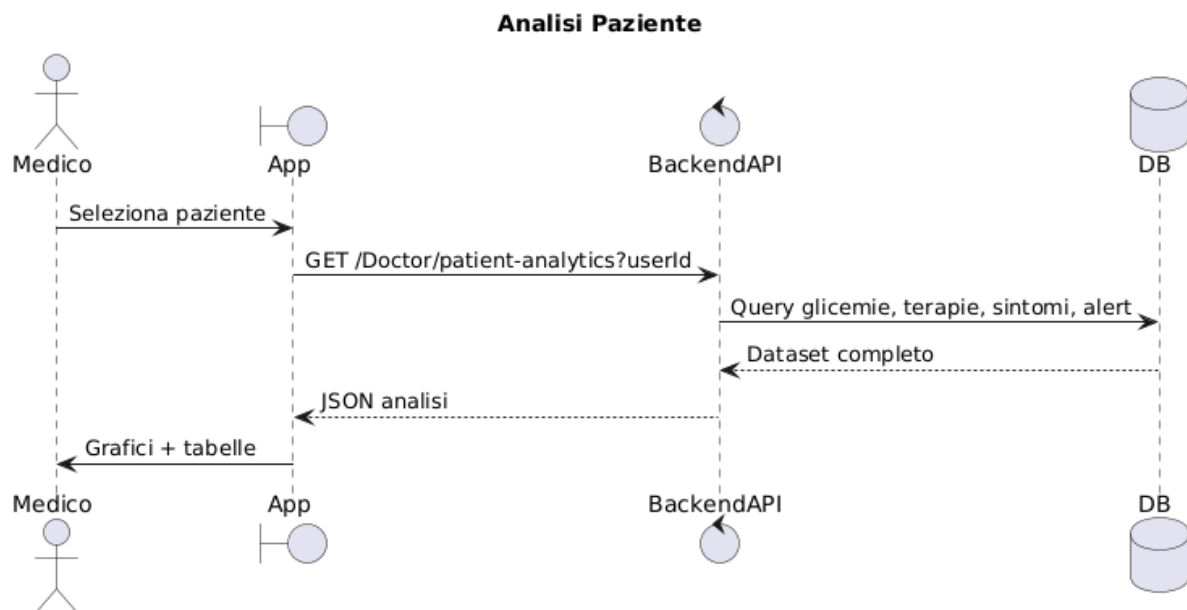 Analisi Paziente
Medico
App
BackendAPI
DB
Seleziona paziente
GET /Doctor/patient-analytics?userId
Query glicemie, terapie, sintomi, alert
Dataset completo
JSON analisi
Grafici + tabelle
Medico
App
BackendAPI
DB